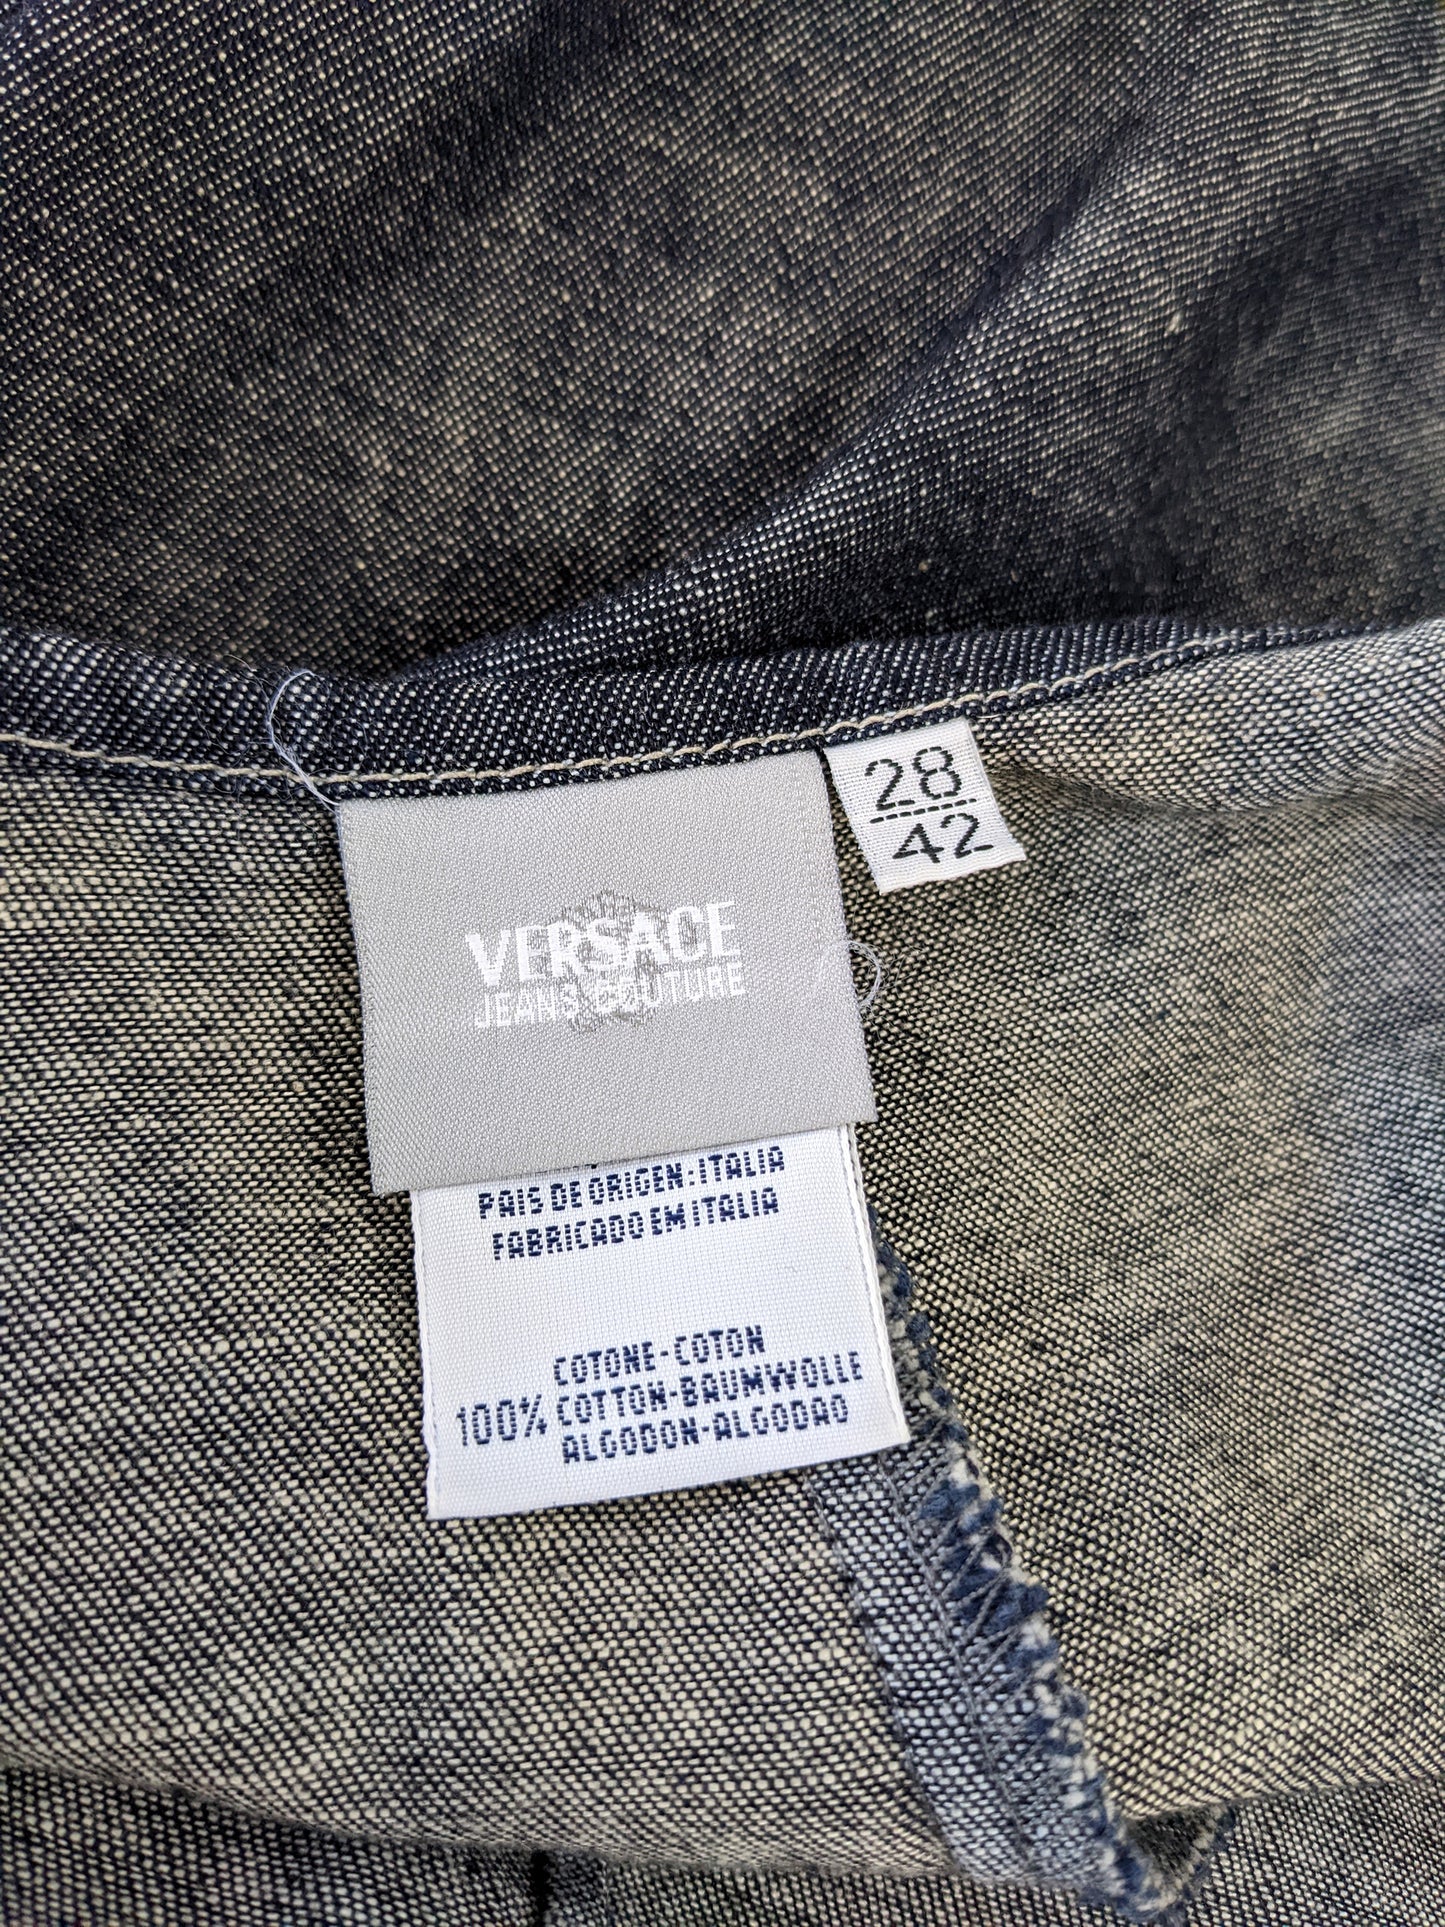 28
42
VERSACE
JEANS COUTURE
PAIS DE ORIGEN:ITALIA
FABRICADO EM ITALIA
COTONE-COTON
100% COTTON-BAUMWOLLE
ALGODON-ALGODAO